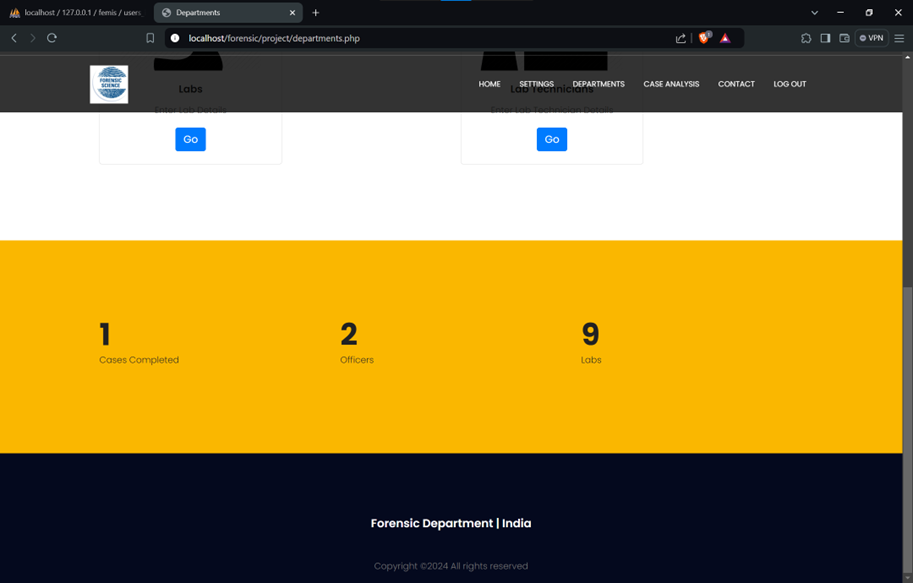 localhost / 127.0.0.1 / femis / users
Departments
localhost/forensic/project/departments.php
1
VPN
FORENSIC
SCIENCE
HOME SETTINGS DEPARTMENTS CASE ANALYSIS CONTACT LOG OUT
Labs Lab Technicians
Enter Lab Details Enter Lab Technician Details
Go Go
1 2 9
Cases Completed Officers Labs
Forensic Department | India
Copyright ©2024 All rights reserved